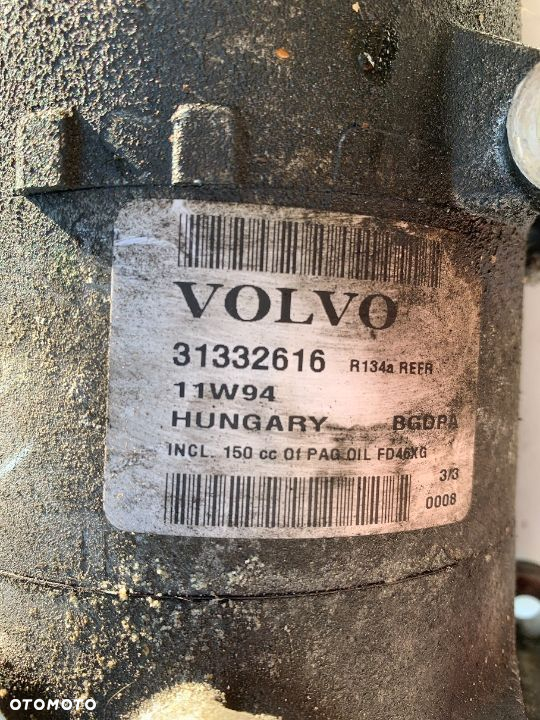 VOLVO
31332616 R134a REFR
11W94
HUNGARY BGDPA
INCL. 150 cc Of PAG OIL FD46XG
3/3
0008
OTOMOTO